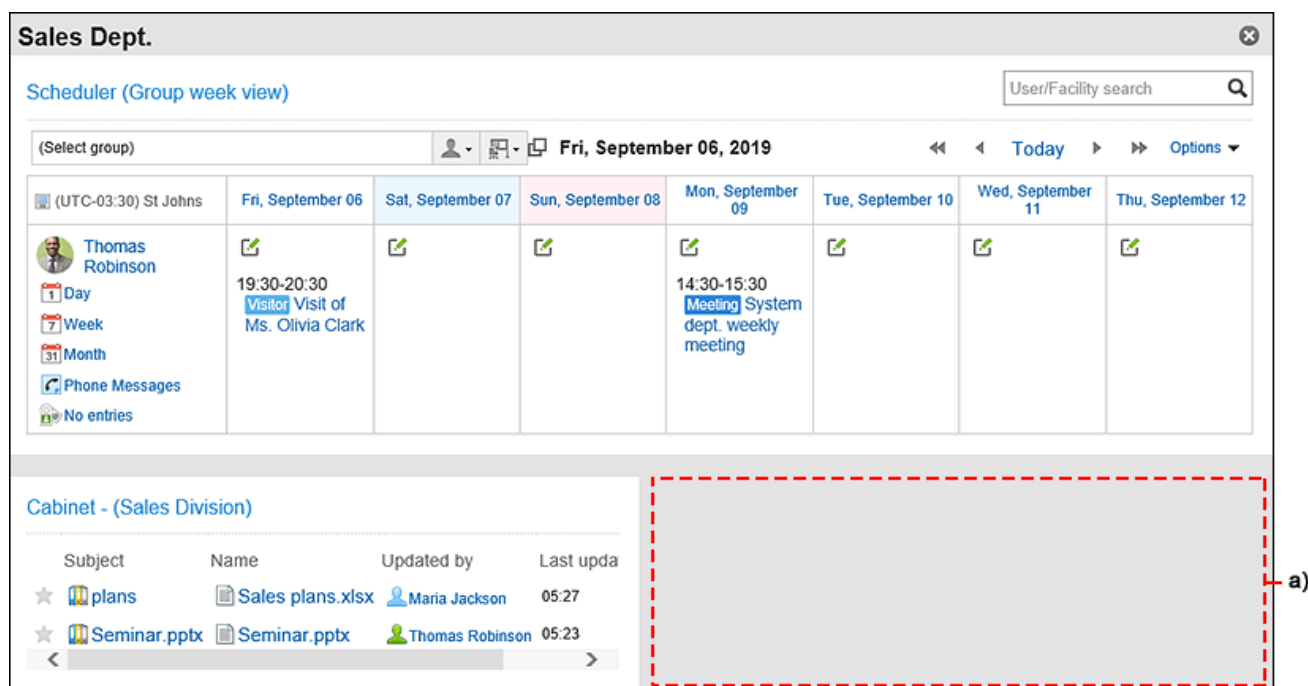 Sales Dept.
Scheduler (Group week view)
User/Facility search
(Select group)
Fri, September 06, 2019
Today
Options
(UTC-03:30) St Johns
Fri, September 06
Sat, September 07
Sun, September 08
Mon, September
09
Tue, September 10
Wed, September
11
Thu, September 12
Thomas
Robinson
1 Day
7 Week
31 Month
Phone Messages
No entries
19:30-20:30
Visitor Visit of
Ms. Olivia Clark
14:30-15:30
Meeting System
dept. weekly
meeting
Cabinet - (Sales Division)
Subject Name Updated by Last upda
plans Sales plans.xlsx Maria Jackson 05:27
Seminar.pptx Seminar.pptx Thomas Robinson 05:23
a)